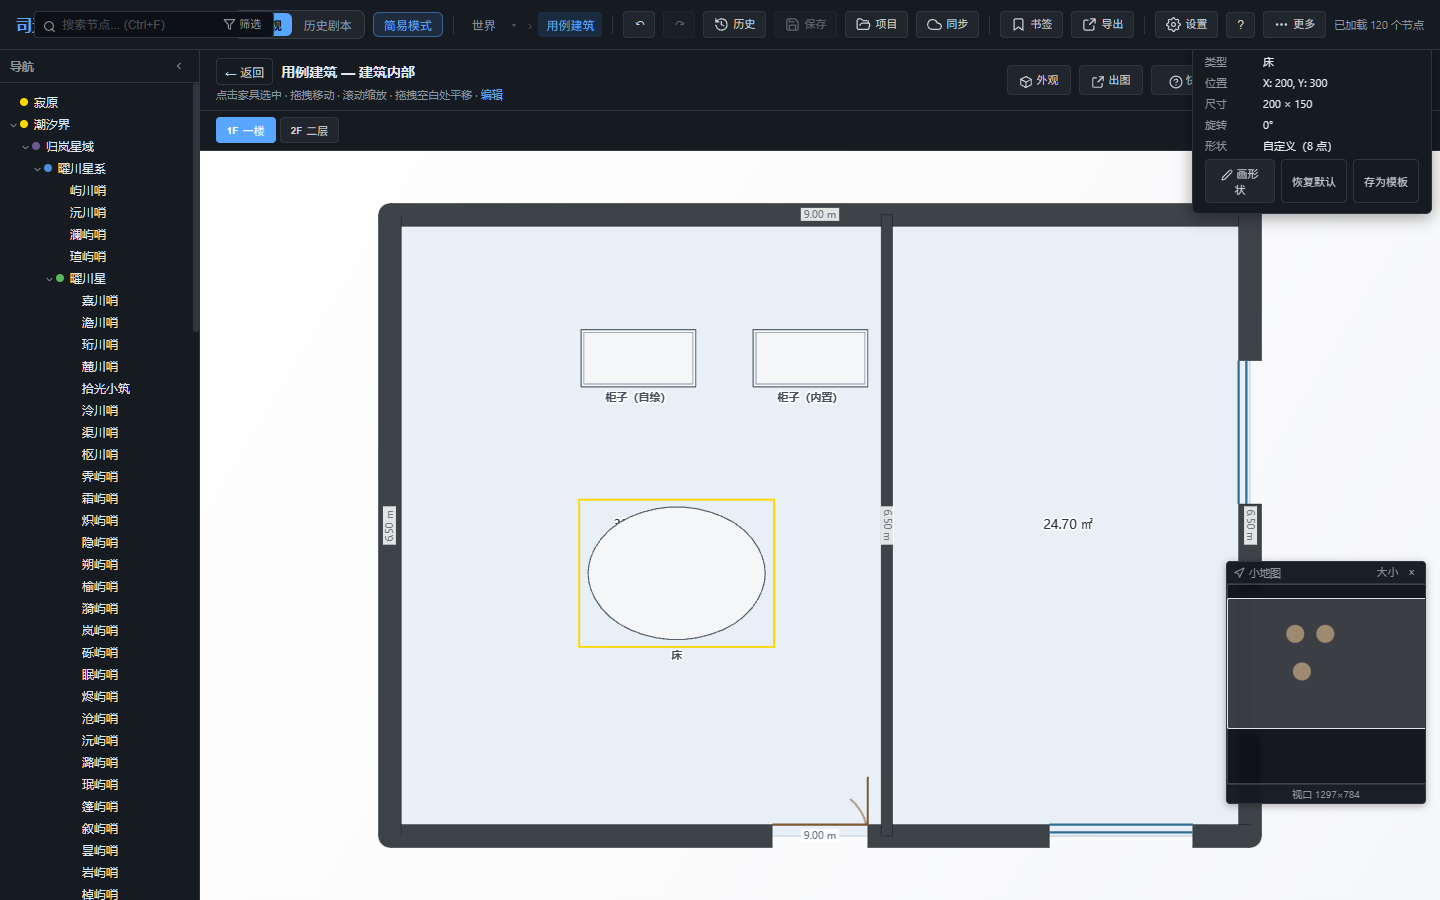 搜索节点... (Ctrl+F)
筛选
历史剧本
简易模式
世界
用例建筑
历史
保存
项目
同步
书签
导出
设置
?
更多
已加载 120 个节点
导航
寂原
潮汐界
归岚星域
曜川星系
屿川哨
沅川哨
澜屿哨
瑄屿哨
曜川星
嘉川哨
澹川哨
珩川哨
麓川哨
拾光小筑
泠川哨
渠川哨
枢川哨
霁屿哨
霜屿哨
炽屿哨
隐屿哨
朔屿哨
榆屿哨
漪屿哨
岚屿哨
砾屿哨
眠屿哨
烬屿哨
沧屿哨
沅屿哨
潞屿哨
珉屿哨
篷屿哨
叙屿哨
昙屿哨
岩屿哨
棹屿哨
← 返回
用例建筑 — 建筑内部
点击家具选中 · 拖拽移动 · 滚动缩放 · 拖拽空白处平移 · 编辑
外观
出图
1F 一楼
2F 二层
类型 床
位置 X: 200, Y: 300
尺寸 200 × 150
旋转 0°
形状 自定义（8 点）
画形状
恢复默认
存为模板
9.00 m
柜子（自绘）
柜子（内置）
6.50 m
6.50 m
24.70 ㎡
6.50 m
床
9.00 m
小地图
大小
×
视口 1297×784